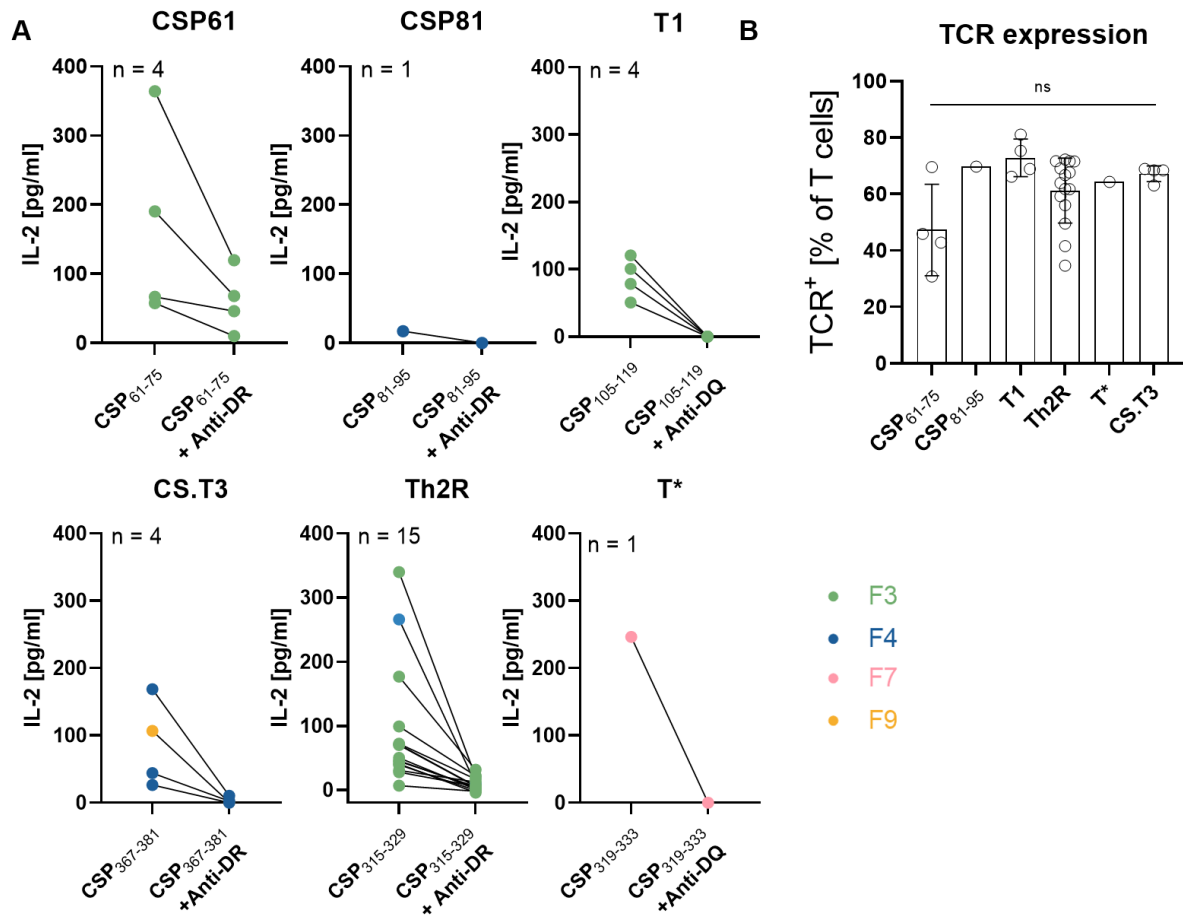 A
CSP61
CSP81
T1
B
TCR expression
n = 4
n = 1
n = 4
ns
IL-2 [pg/ml]
400
300
200
100
0
IL-2 [pg/ml]
400
300
200
100
0
IL-2 [pg/ml]
400
300
200
100
0
TCR⁺ [% of T cells]
100
80
60
40
20
0
CSP₆₁₋₇₅
CSP₆₁₋₇₅
+ Anti-DR
CSP₈₁₋₉₅
CSP₈₁₋₉₅
+ Anti-DR
CSP₁₀₅₋₁₁₉
CSP₁₀₅₋₁₁₉
+ Anti-DQ
CSP₆₁₋₇₅
CSP₈₁₋₉₅
T1
Th2R
T*
CS.T3
CS.T3
Th2R
T*
n = 4
n = 15
n = 1
IL-2 [pg/ml]
400
300
200
100
0
IL-2 [pg/ml]
400
300
200
100
0
IL-2 [pg/ml]
400
300
200
100
0
CSP₃₆₇₋₃₈₁
CSP₃₆₇₋₃₈₁
+Anti-DR
CSP₃₁₅₋₃₂₉
CSP₃₁₅₋₃₂₉
+ Anti-DR
CSP₃₁₉₋₃₃₃
CSP₃₁₉₋₃₃₃
+Anti-DQ
F3
F4
F7
F9